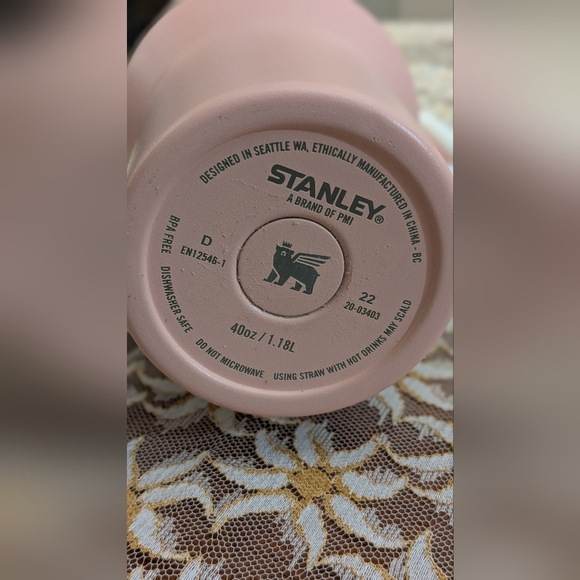 DESIGNED IN SEATTLE WA, ETHICALLY MANUFACTURED IN CHINA - BC
STANLEY®
A BRAND OF PMI
D
EN12546-1
22
20-03403
40oz / 1.18L
BPA FREE DISHWASHER SAFE DO NOT MICROWAVE USING STRAW WITH HOT DRINKS MAY SCALD